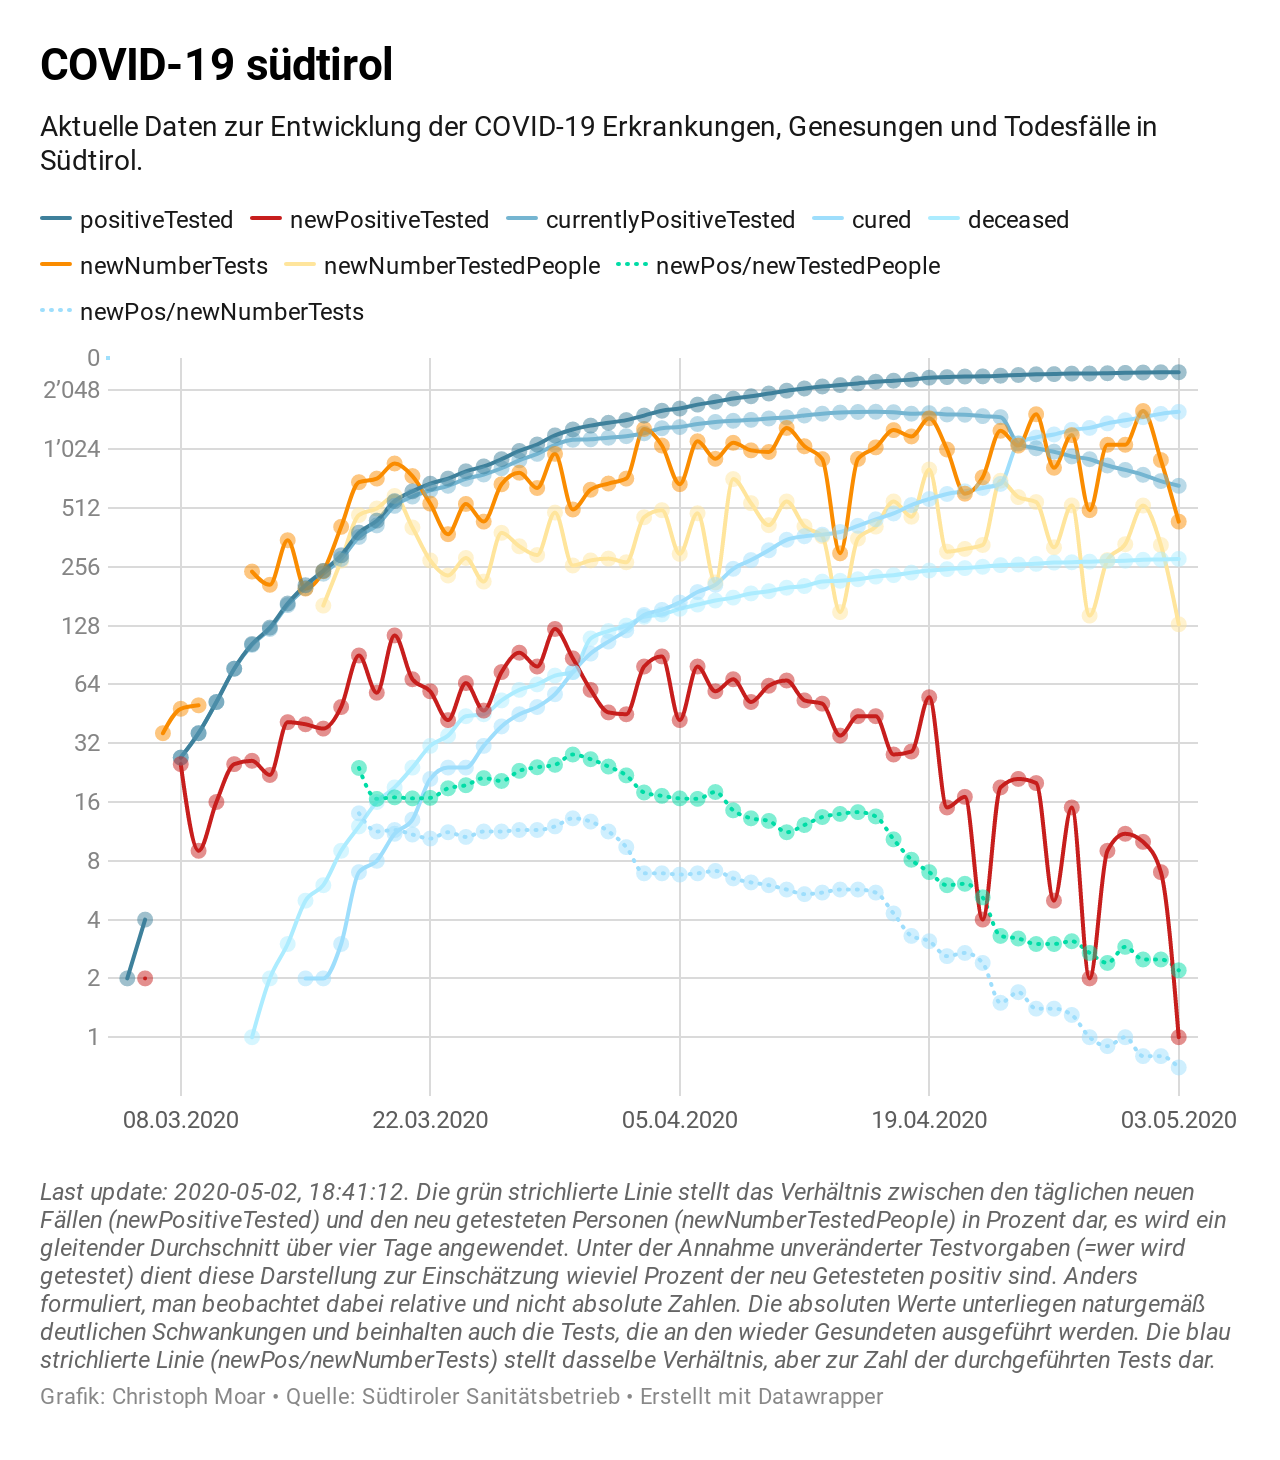 COVID-19 südtirol
Aktuelle Daten zur Entwicklung der COVID-19 Erkrankungen, Genesungen und Todesfälle in
Südtirol.
positiveTested newPositiveTested currentlyPositiveTested cured deceased
newNumberTests newNumberTestedPeople newPos/newTestedPeople
newPos/newNumberTests
0
2’048
1’024
512
256
128
64
32
16
8
4
2
1
08.03.2020 22.03.2020 05.04.2020 19.04.2020 03.05.2020
Last update: 2020-05-02, 18:41:12. Die grün strichlierte Linie stellt das Verhältnis zwischen den täglichen neuen
Fällen (newPositiveTested) und den neu getesteten Personen (newNumberTestedPeople) in Prozent dar, es wird ein
gleitender Durchschnitt über vier Tage angewendet. Unter der Annahme unveränderter Testvorgaben (=wer wird
getestet) dient diese Darstellung zur Einschätzung wieviel Prozent der neu Getesteten positiv sind. Anders
formuliert, man beobachtet dabei relative und nicht absolute Zahlen. Die absoluten Werte unterliegen naturgemäß
deutlichen Schwankungen und beinhalten auch die Tests, die an den wieder Gesundeten ausgeführt werden. Die blau
strichlierte Linie (newPos/newNumberTests) stellt dasselbe Verhältnis, aber zur Zahl der durchgeführten Tests dar.
Grafik: Christoph Moar • Quelle: Südtiroler Sanitätsbetrieb • Erstellt mit Datawrapper